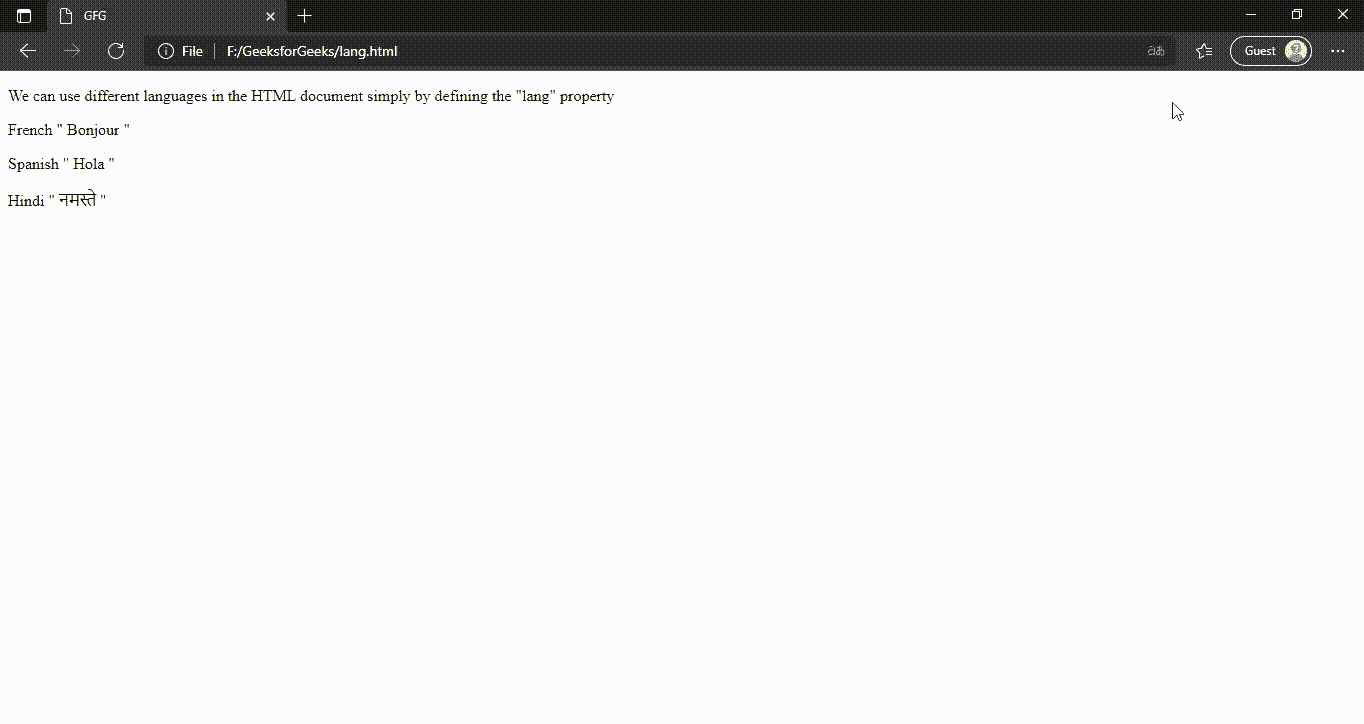 GFG
File F:/GeeksforGeeks/lang.html
Guest
We can use different languages in the HTML document simply by defining the "lang" property
French " Bonjour "
Spanish " Hola "
Hindi " नमस्ते "